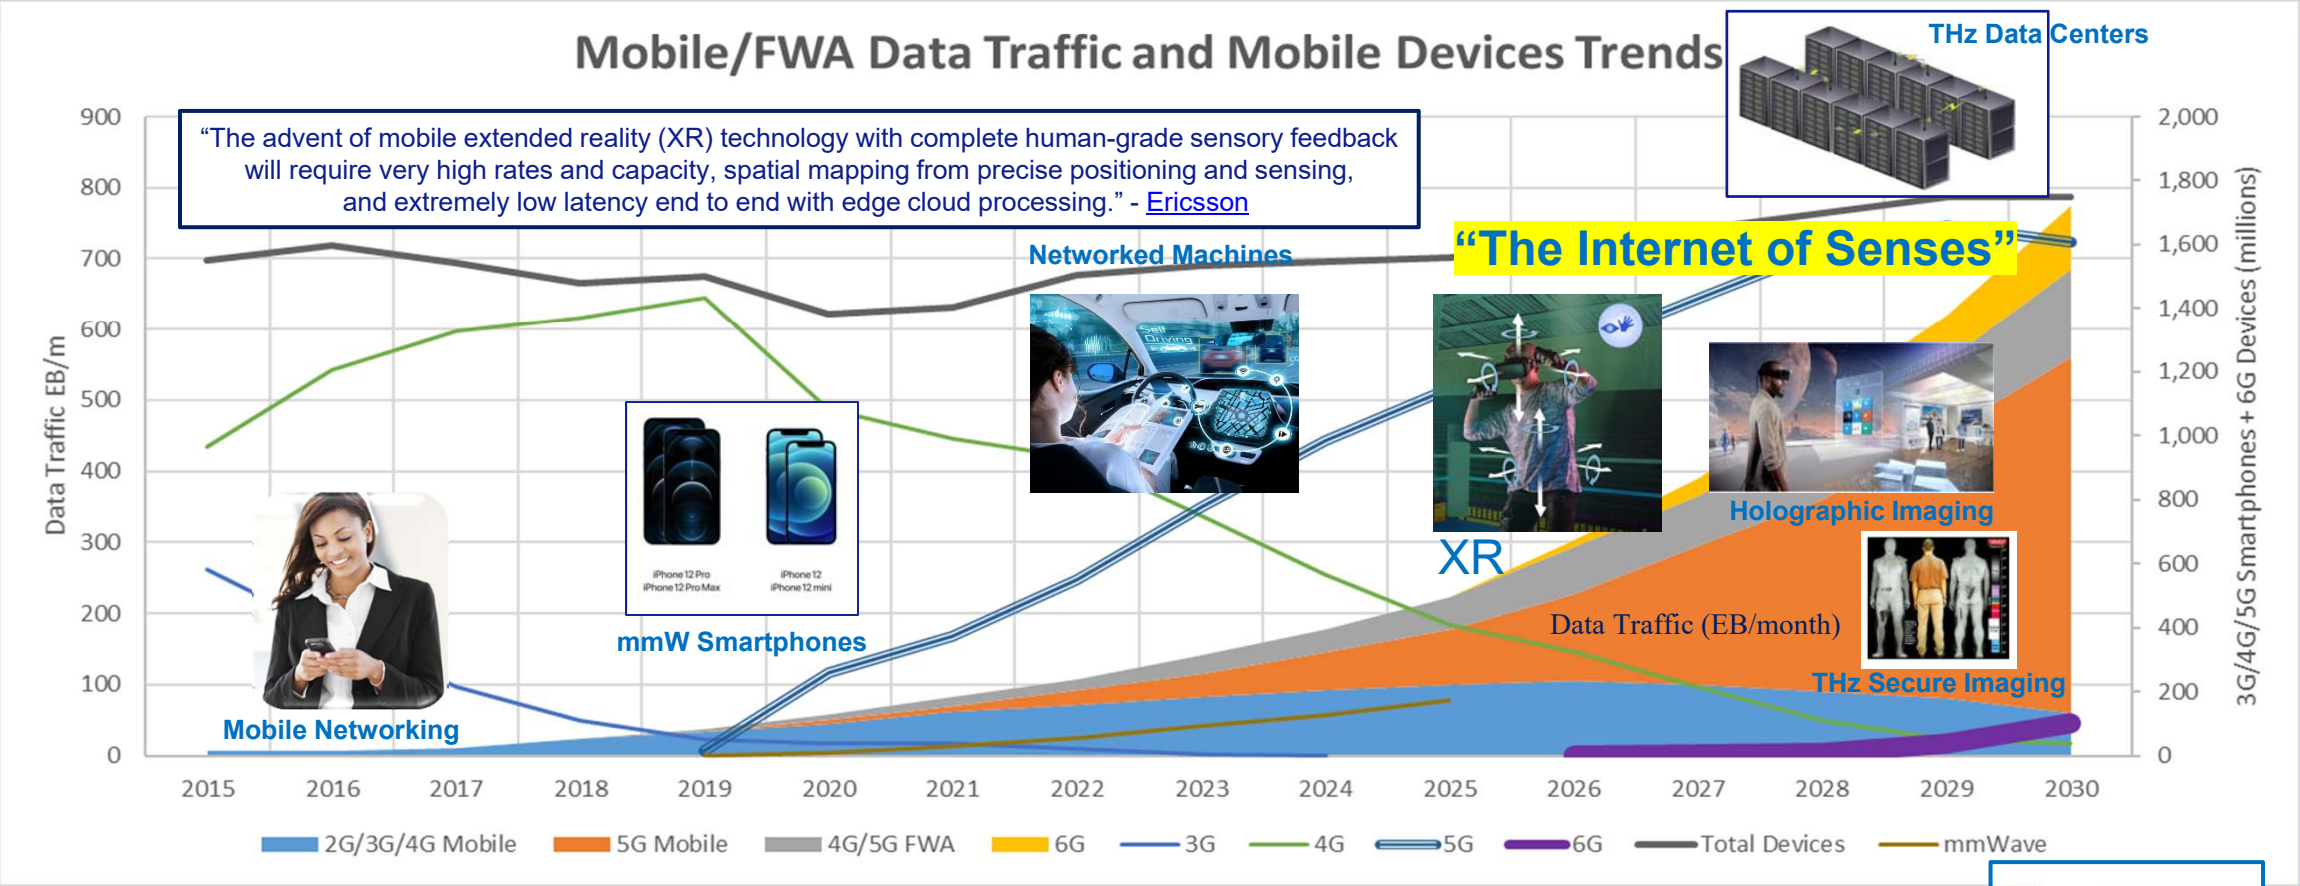 Mobile/FWA Data Traffic and Mobile Devices Trends
THz Data Centers
“The advent of mobile extended reality (XR) technology with complete human-grade sensory feedback
will require very high rates and capacity, spatial mapping from precise positioning and sensing,
and extremely low latency end to end with edge cloud processing.” - Ericsson
“The Internet of Senses”
Networked Machines
Self
Driving
XR
Holographic Imaging
Data Traffic (EB/month)
THz Secure Imaging
iPhone 12 Pro
iPhone 12 Pro Max
iPhone 12
iPhone 12 mini
mmW Smartphones
Mobile Networking
Data Traffic EB/m
900
800
700
600
500
400
300
200
100
0
3G/4G/5G Smartphones + 6G Devices (millions)
2,000
1,800
1,600
1,400
1,200
1,000
800
600
400
200
0
2015 2016 2017 2018 2019 2020 2021 2022 2023 2024 2025 2026 2027 2028 2029 2030
2G/3G/4G Mobile 5G Mobile 4G/5G FWA 6G 3G 4G 5G 6G Total Devices mmWave